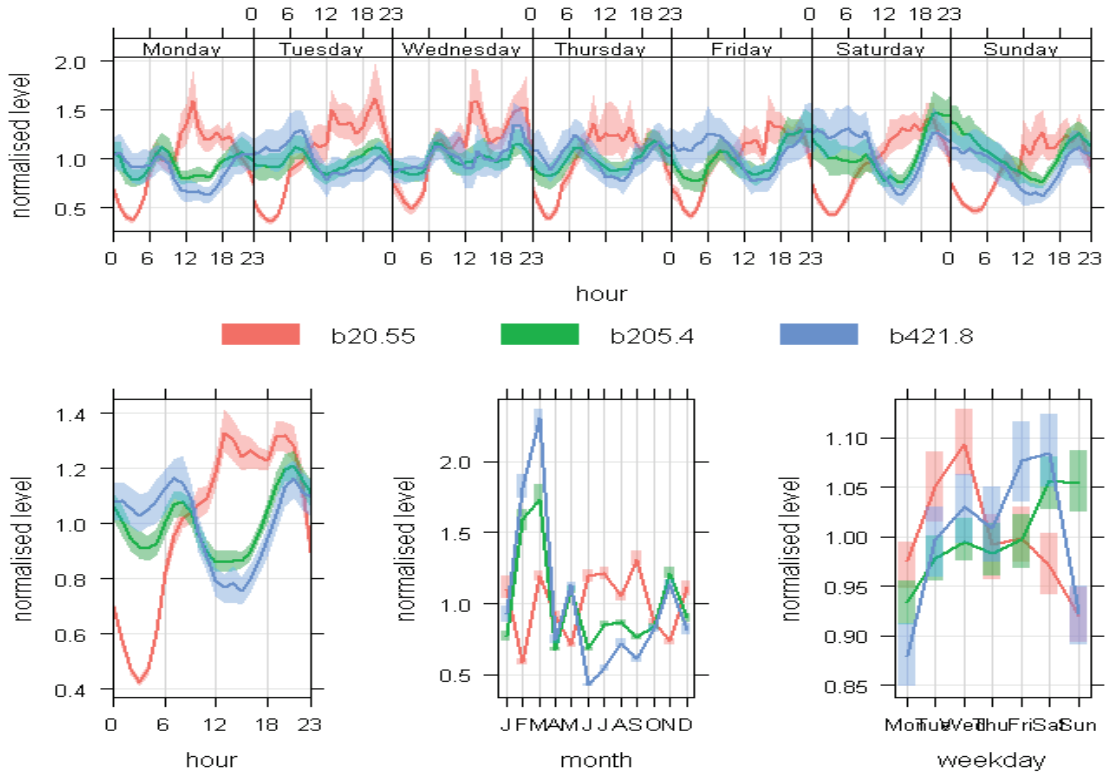 0 6 12 18 23 0 6 12 18 23 0 6 12 18 23
Monday Tuesday Wednesday Thursday Friday Saturday Sunday
2.0
1.5
1.0
0.5
normalised level
0 6 12 18 23 0 6 12 18 23 0 6 12 18 23 0 6 12 18 23
hour
b20.55 b205.4 b421.8
normalised level
1.4
1.2
1.0
0.8
0.6
0.4
0 6 12 18 23
hour
normalised level
2.0
1.5
1.0
0.5
J F M A M J J A S O N D
month
normalised level
1.10
1.05
1.00
0.95
0.90
0.85
Mon Tue Wed Thu Fri Sat Sun
weekday